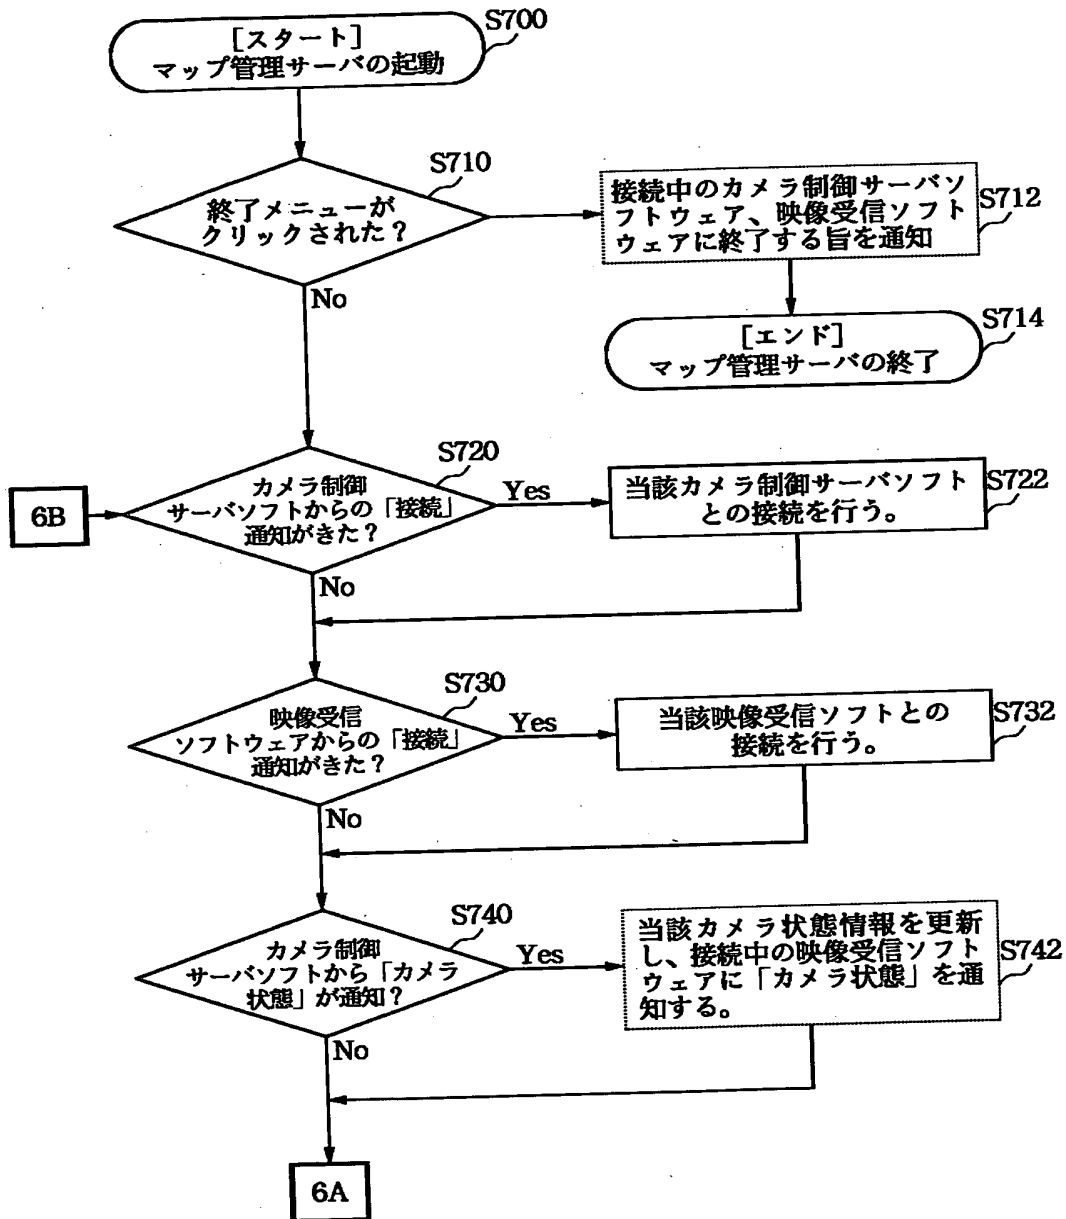 [スタート]
マップ管理サーバの起動
S700
終了メニューが
クリックされた？
S710
No
接続中のカメラ制御サーバソ
フトウェア、映像受信ソフト
ウェアに終了する旨を通知
S712
[エンド]
マップ管理サーバの終了
S714
6B
カメラ制御
サーバソフトからの「接続」
通知がきた？
S720
Yes
No
当該カメラ制御サーバソフト
との接続を行う。
S722
映像受信
ソフトウェアからの「接続」
通知がきた？
S730
Yes
No
当該映像受信ソフトとの
接続を行う。
S732
カメラ制御
サーバソフトから「カメラ
状態」が通知？
S740
Yes
No
当該カメラ状態情報を更新
し、接続中の映像受信ソフト
ウェアに「カメラ状態」を通
知する。
S742
6A